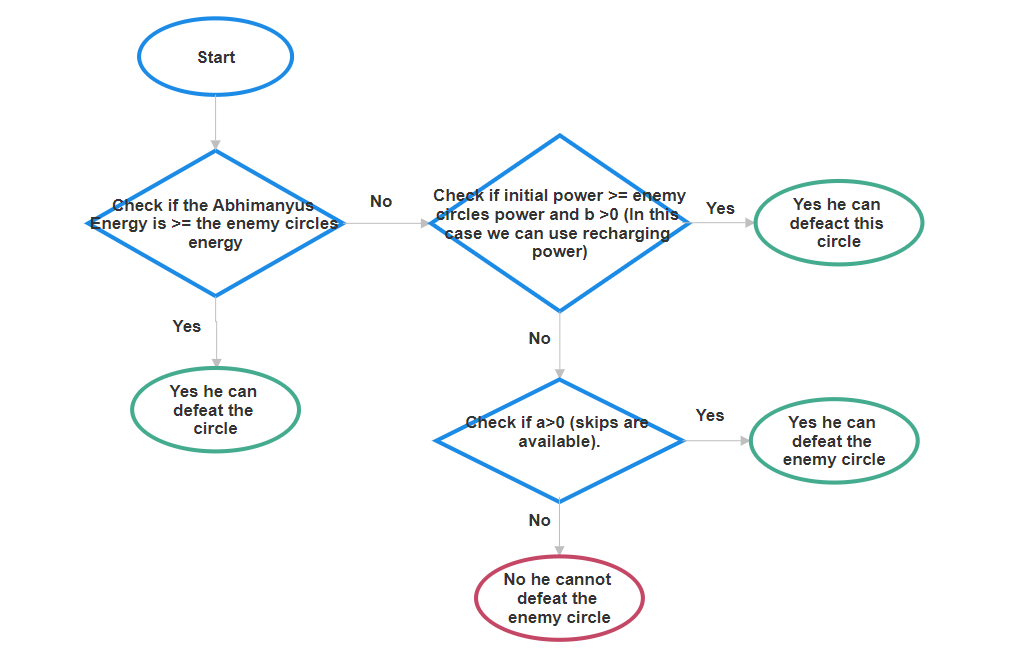 Start
Check if the Abhimanyus
Energy is >= the enemy circles
energy
No
Check if initial power >= enemy
circles power and b >0 (In this
case we can use recharging
power)
Yes
Yes he can
defeact this
circle
Yes
Yes he can
defeat the
circle
No
Check if a>0 (skips are
available).
Yes
Yes he can
defeat the
enemy circle
No
No he cannot
defeat the
enemy circle